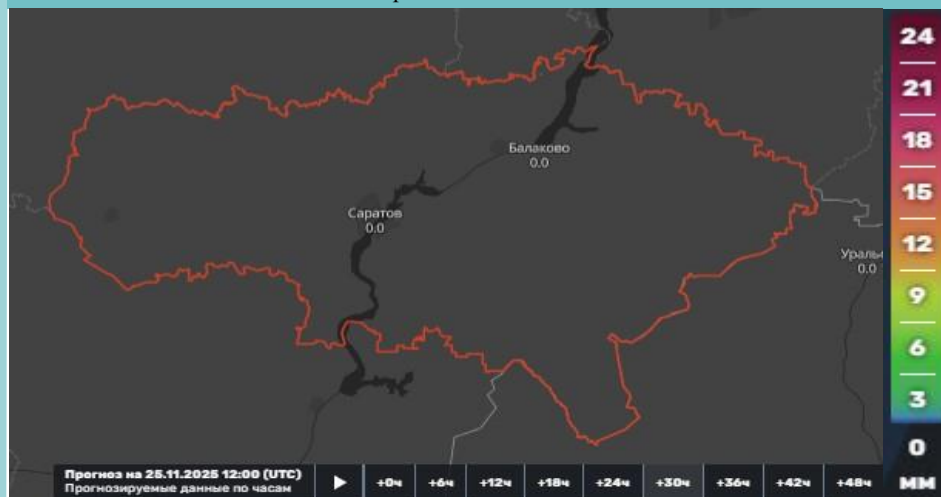 24
21
18
Балаково
0.0
15
Саратов
0.0
12
Уральс
0.0
9
6
3
0
Прогноз на 25.11.2025 12:00 (UTC)
Прогнозируемые данные по часам
+0ч +6ч +12ч +18ч +24ч +30ч +36ч +42ч +48ч
ММ